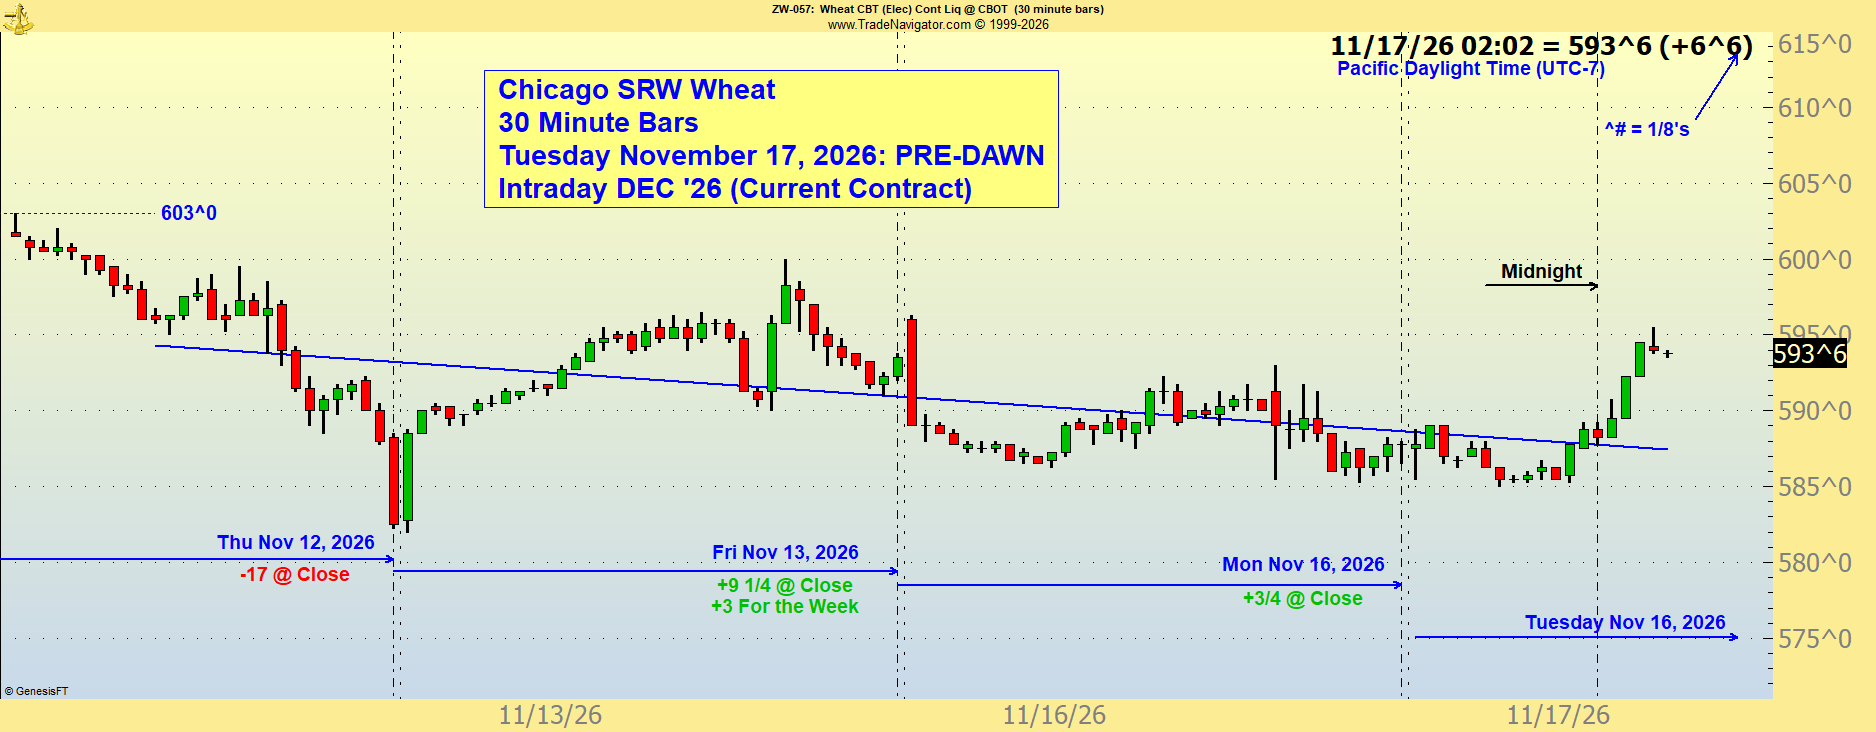 ZW-057: Wheat CBT (Elec) Cont Liq @ CBOT (30 minute bars)
www.TradeNavigator.com © 1999-2026
11/17/26 02:02 = 593^6 (+6^6)
Pacific Daylight Time (UTC-7)
^# = 1/8's
Chicago SRW Wheat
30 Minute Bars
Tuesday November 17, 2026: PRE-DAWN
Intraday DEC '26 (Current Contract)
603^0
Midnight
615^0
610^0
605^0
600^0
595^0
593^6
590^0
585^0
580^0
575^0
Thu Nov 12, 2026
-17 @ Close
Fri Nov 13, 2026
+9 1/4 @ Close
+3 For the Week
Mon Nov 16, 2026
+3/4 @ Close
Tuesday Nov 16, 2026
© GenesisFT
11/13/26
11/16/26
11/17/26